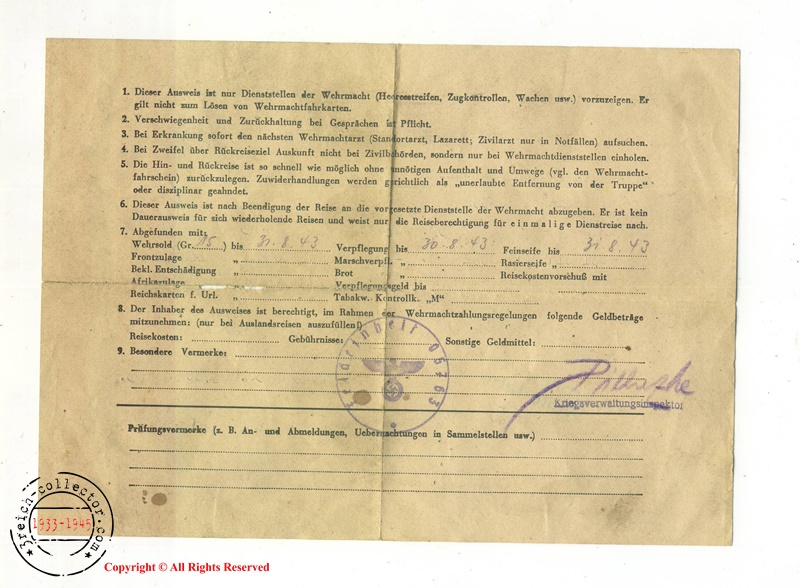 1. Dieser Ausweis ist nur Dienststellen der Wehrmacht (Heeresstreifen, Zugkontrollen, Wachen usw.) vorzuzeigen. Er
gilt nicht zum Lösen von Wehrmachtfahrkarten.
2. Verschwiegenheit und Zurückhaltung bei Gesprächen ist Pflicht.
3. Bei Erkrankung sofort den nächsten Wehrmachtarzt (Standortarzt, Lazarett; Zivilarzt nur in Notfällen) aufsuchen.
4. Bei Zweifel über Rückreiseziel Auskunft nicht bei Zivilbehörden, sondern nur bei Wehrmachtdienststellen einholen.
5. Die Hin- und Rückreise ist so schnell wie möglich ohne unnötigen Aufenthalt und Umwege (vgl. den Wehrmacht-
fahrschein) zurückzulegen. Zuwiderhandlungen werden gerichtlich als „unerlaubte Entfernung von der Truppe"
oder disziplinar geahndet.
6. Dieser Ausweis ist nach Beendigung der Reise an die vorgesetzte Dienststelle der Wehrmacht abzugeben. Er ist kein
Dauerausweis für sich wiederholende Reisen und weist nur die Reiseberechtigung für einmalige Dienstreise nach.
7. Abgefunden mit:
Wehrsold (Gr. 15) bis 31.8.43 Verpflegung bis 30.8.43. Feinseife bis 31 8. 43
Frontzulage „ Marschverpfl. „ Rasierseife „
Bekl. Entschädigung „ Brot „ Reisekostenvorschuß mit
Afrikazulage „ Verpflegungsgeld bis
Reichskarten f. Url. „ Tabakw. Kontrollk. „M"
8. Der Inhaber des Ausweises ist berechtigt, im Rahmen der Wehrmachtzahlungsregelungen folgende Geldbeträge
mitzunehmen: (nur bei Auslandsreisen auszufüllen!)
Reisekosten: Gebührnisse: Sonstige Geldmittel:
9. Besondere Vermerke:
Feldeinheit 05763
Kriegsverwaltungsinspektor
Prüfungsvermerke (z. B. An- und Abmeldungen, Uebernachtungen in Sammelstellen usw.)
3reich-collector.com
1933-1945
Copyright © All Rights Reserved